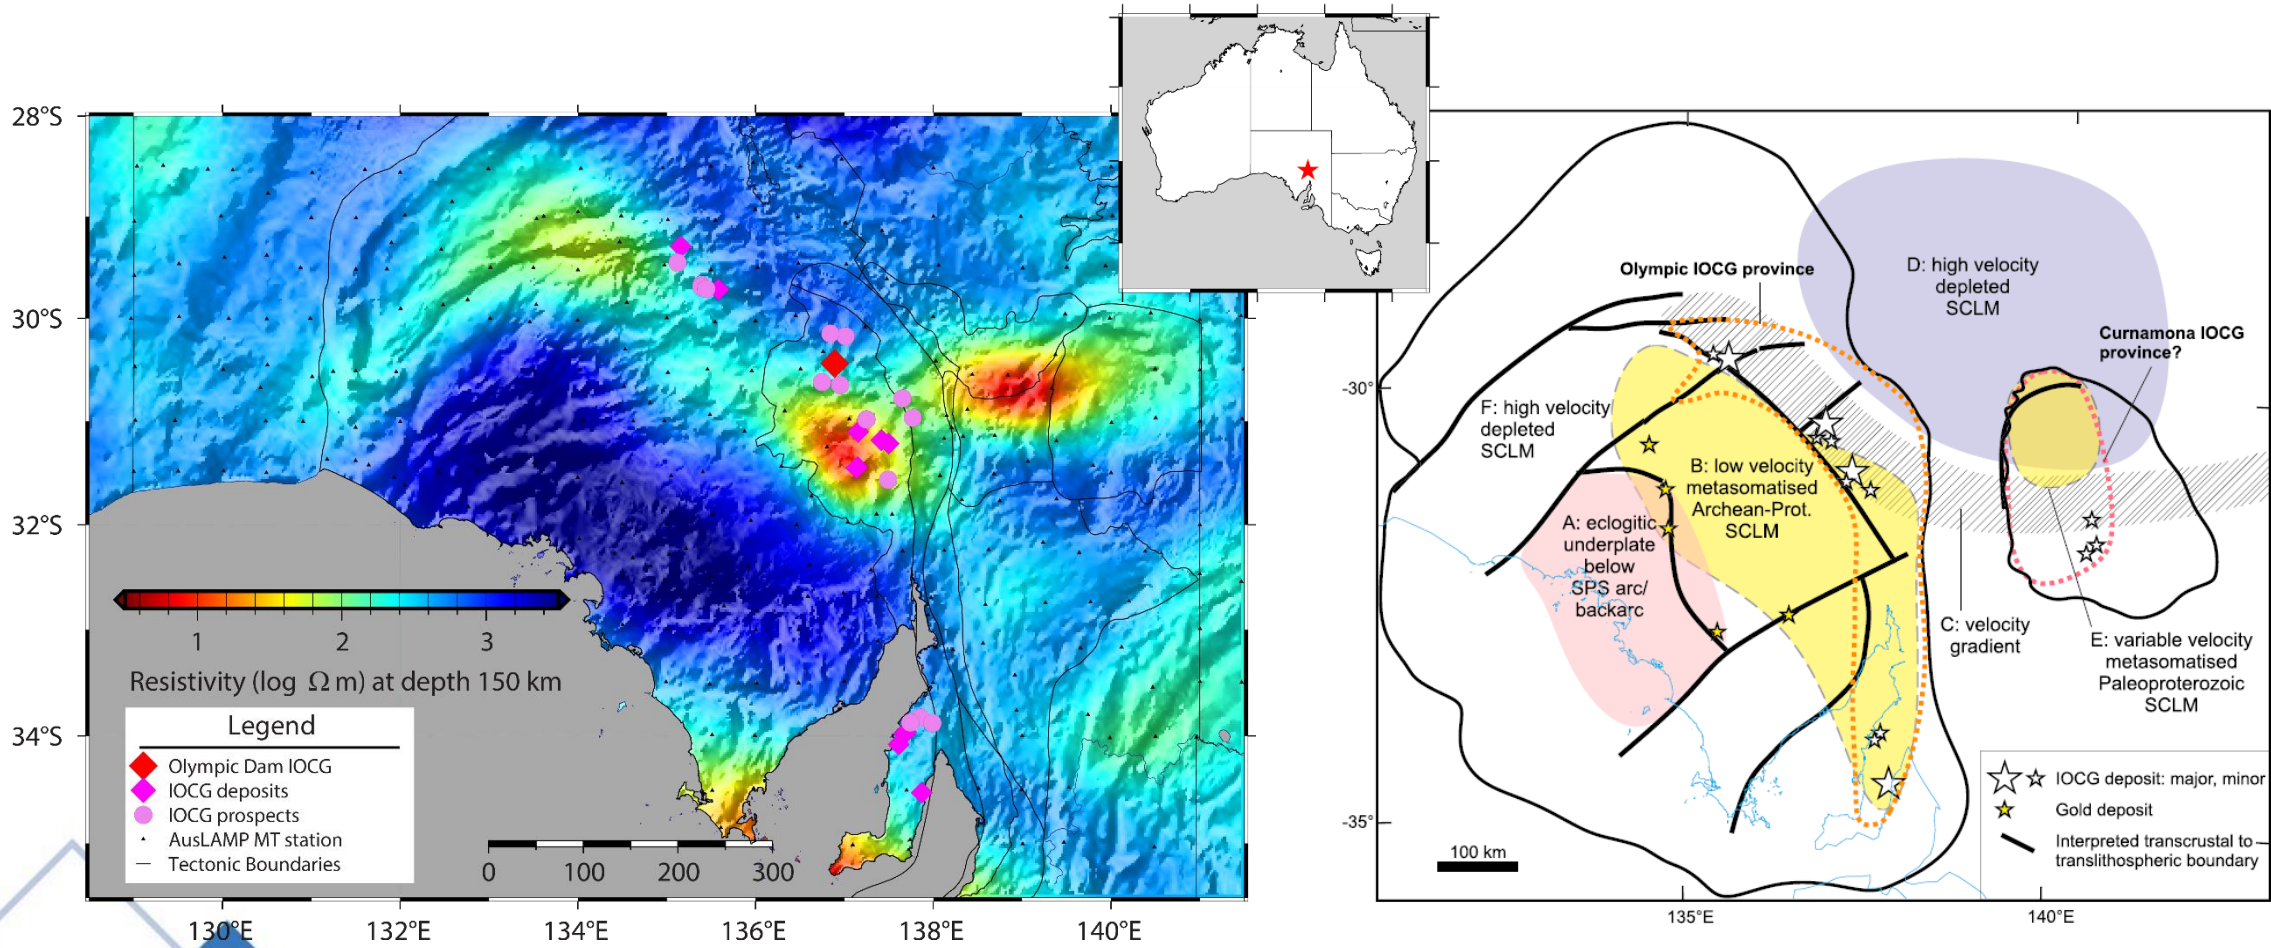 28°S
30°S
32°S
34°S
130°E
132°E
134°E
136°E
138°E
140°E
1
2
3
Resistivity (log Ωm) at depth 150 km
Legend
Olympic Dam IOCG
IOCG deposits
IOCG prospects
AusLAMP MT station
Tectonic Boundaries
0
100
200
300
Olympic IOCG province
D: high velocity
depleted
SCLM
Curnamona IOCG
province?
-30°
F: high velocity
depleted
SCLM
B: low velocity
metasomatised
Archean-Prot.
SCLM
A: eclogitic
underplate
below
SPS arc/
backarc
C: velocity
gradient
E: variable velocity
metasomatised
Paleoproterozoic
SCLM
-35°
100 km
IOCG deposit: major, minor
Gold deposit
Interpreted transcrustal to
translithospheric boundary
135°E
140°E